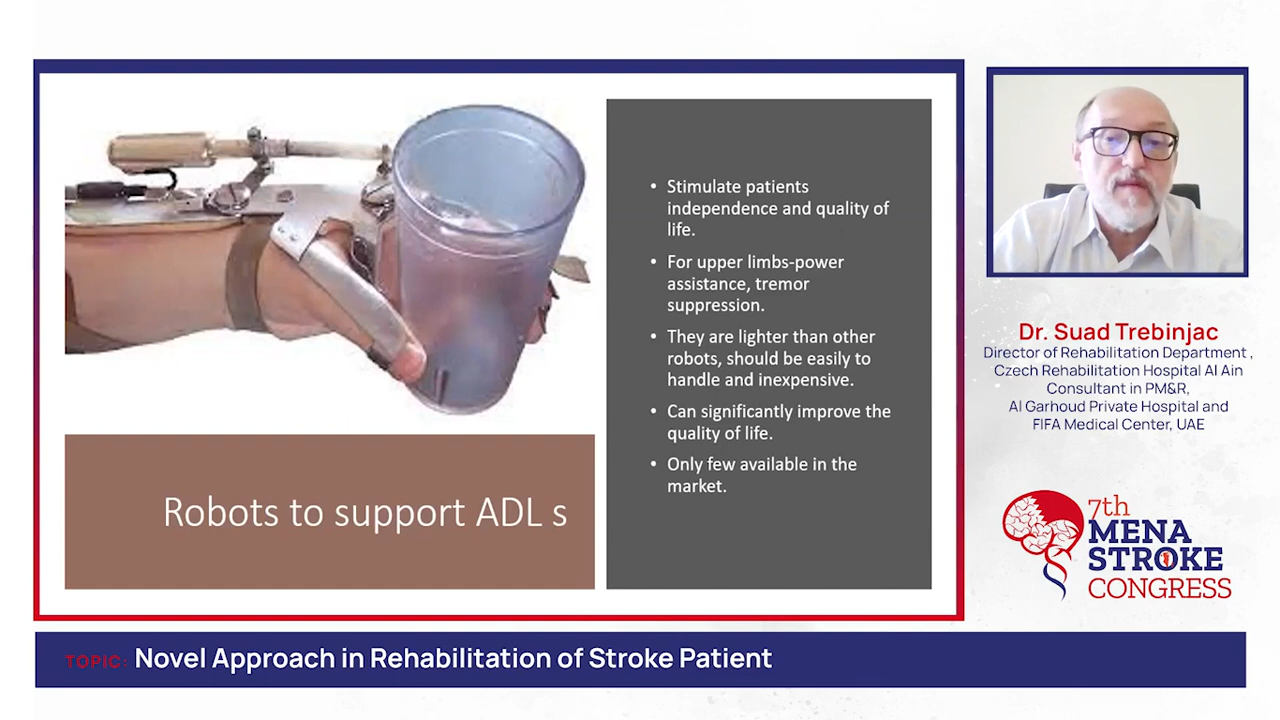 Robots to support ADL s
• Stimulate patients
independence and quality of
life.
• For upper limbs-power
assistance, tremor
suppression.
• They are lighter than other
robots, should be easily to
handle and inexpensive.
• Can significantly improve the
quality of life.
• Only few available in the
market.
Dr. Suad Trebinjac
Director of Rehabilitation Department ,
Czech Rehabilitation Hospital Al Ain
Consultant in PM&R,
Al Garhoud Private Hospital and
FIFA Medical Center, UAE
7th
MENA
STROKE
CONGRESS
TOPIC: Novel Approach in Rehabilitation of Stroke Patient